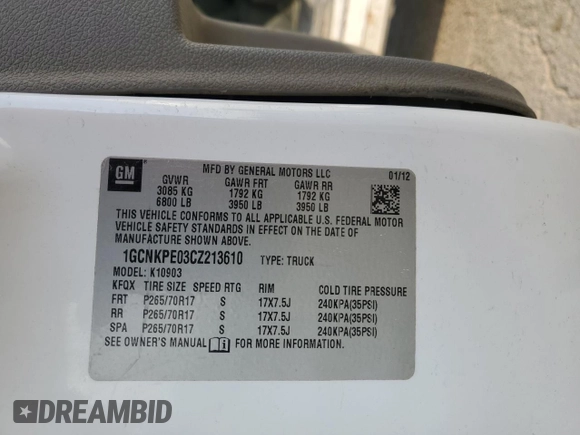 GM
MFD BY GENERAL MOTORS LLC 01/12
GVWR GAWR FRT GAWR RR
3085 KG 1792 KG 1792 KG
6800 LB 3950 LB 3950 LB
THIS VEHICLE CONFORMS TO ALL APPLICABLE U.S. FEDERAL MOTOR
VEHICLE SAFETY STANDARDS IN EFFECT ON THE DATE OF
MANUFACTURE SHOWN ABOVE.
1GCNKPE03CZ213610 TYPE: TRUCK
MODEL: K10903
KFQX TIRE SIZE SPEED RTG RIM COLD TIRE PRESSURE
FRT P265/70R17 S 17X7.5J 240KPA(35PSI)
RR P265/70R17 S 17X7.5J 240KPA(35PSI)
SPA P265/70R17 S 17X7.5J 240KPA(35PSI)
SEE OWNER'S MANUAL FOR MORE INFORMATION.
DREAMBID